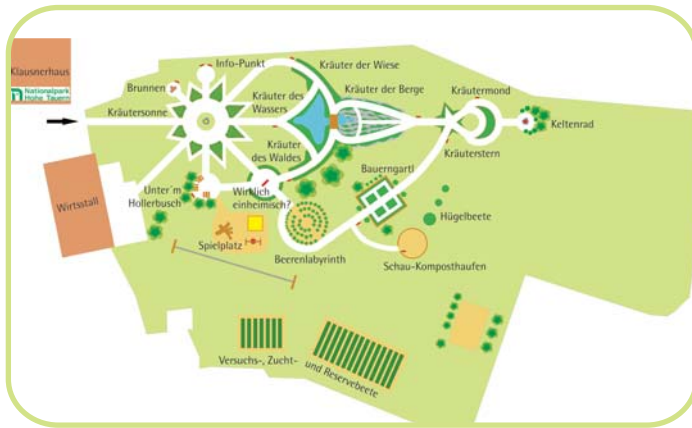 Klausnerhaus
Nationalpark
Hohe Tauern
Info-Punkt
Brunnen
Kräutersonne
Kräuter der Wiese
Kräuter des
Wassers
Kräuter der Berge
Kräutermond
Keltenrad
Kräuterstern
Kräuter
des Waldes
Bauerngartl
Wirtsstall
Unter´m
Hollerbusch
Wirklich
einheimisch?
Hügelbeete
Spielplatz
Beerenlabyrinth
Schau-Komposthaufen
Versuchs-, Zucht-
und Reservebeete